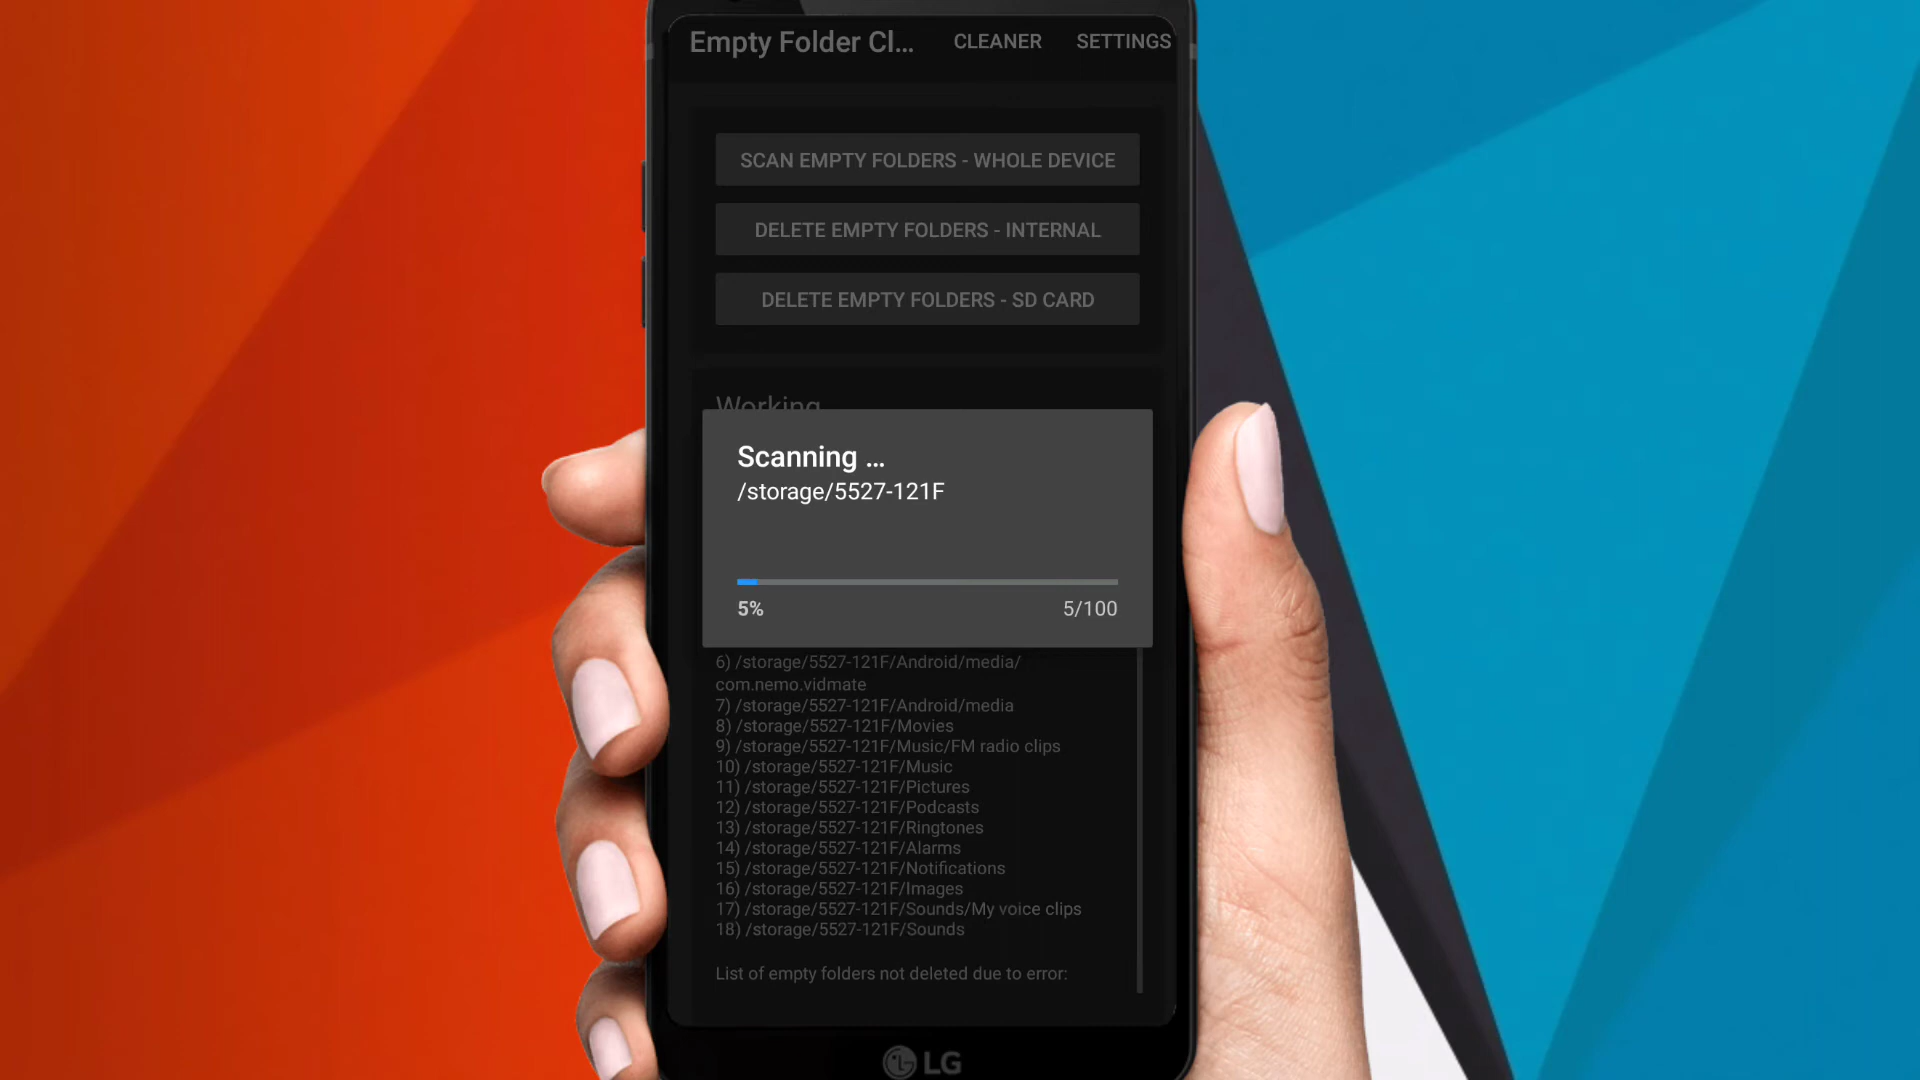 Empty Folder Cl... CLEANER SETTINGS
SCAN EMPTY FOLDERS - WHOLE DEVICE
DELETE EMPTY FOLDERS - INTERNAL
DELETE EMPTY FOLDERS - SD CARD
Working
Scanning ...
/storage/5527-121F
5% 5/100
6) /storage/5527-121F/Android/media/
com.nemo.vidmate
7) /storage/5527-121F/Android/media
8) /storage/5527-121F/Movies
9) /storage/5527-121F/Music/FM radio clips
10) /storage/5527-121F/Music
11) /storage/5527-121F/Pictures
12) /storage/5527-121F/Podcasts
13) /storage/5527-121F/Ringtones
14) /storage/5527-121F/Alarms
15) /storage/5527-121F/Notifications
16) /storage/5527-121F/Images
17) /storage/5527-121F/Sounds/My voice clips
18) /storage/5527-121F/Sounds
List of empty folders not deleted due to error:
LG